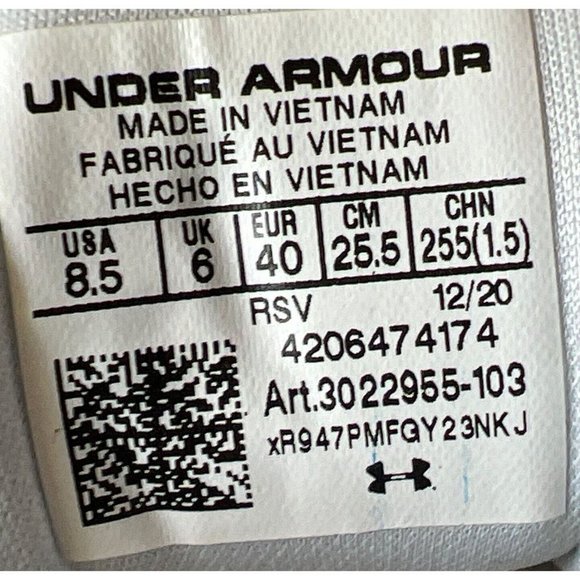 UNDER ARMOUR
MADE IN VIETNAM
FABRIQUÉ AU VIETNAM
HECHO EN VIETNAM
USA UK EUR CM CHN
8.5 6 40 25.5 255(1.5)
RSV 12/20
4206474174
Art.3022955-103
xR947PMFQY23NKJ